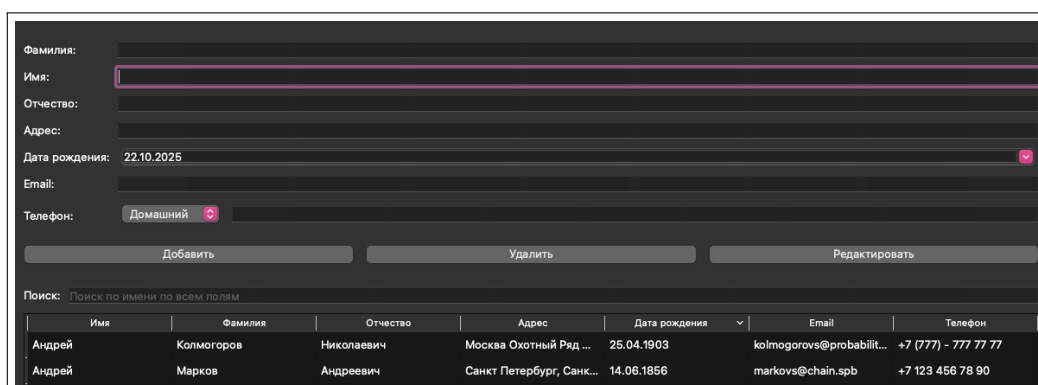 Фамилия:
Имя:
Отчество:
Адрес:
Дата рождения: 22.10.2025
Email:
Телефон: Домашний
Добавить Удалить Редактировать
Поиск: Поиск по имени по всем полям
Имя Фамилия Отчество Адрес Дата рождения Email Телефон
Андрей Колмогоров Николаевич Москва Охотный Ряд ... 25.04.1903 kolmogorovs@probabilit... +7 (777) - 777 77 77
Андрей Марков Андреевич Санкт Петербург, Санк... 14.06.1856 markovs@chain.spb +7 123 456 78 90